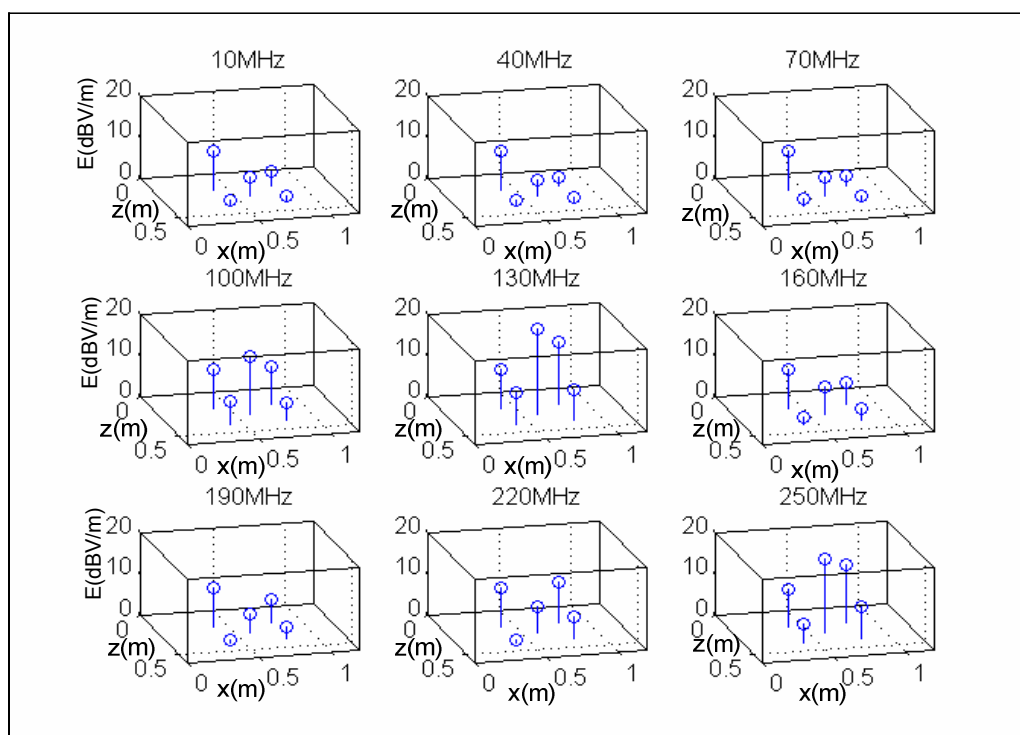 10MHz 40MHz 70MHz
E(dBV/m)
20 20 20
10 10 10
0 0 0
0 0 0
z(m) z(m) z(m)
0.5 0.5 0.5
0 0.5 1 0 0.5 1 0 0.5 1
x(m) x(m) x(m)
100MHz 130MHz 160MHz
E(dBV/m)
20 20 20
10 10 10
0 0 0
0 0 0
z(m) z(m) z(m)
0.5 0.5 0.5
0 0.5 1 0 0.5 1 0 0.5 1
x(m) x(m) x(m)
190MHz 220MHz 250MHz
E(dBV/m)
20 20 20
10 10 10
0 0 0
0 0 0
z(m) z(m) z(m)
0.5 0.5 0.5
0 0.5 1 0 0.5 1 0 0.5 1
x(m) x(m) x(m)